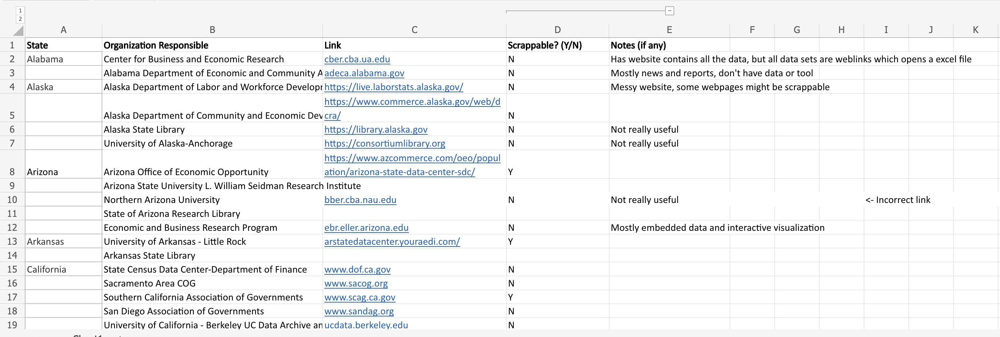 1
2
A B C D E F G H I J K
1 State Organization Responsible Link Scrappable? (Y/N) Notes (if any)
2 Alabama Center for Business and Economic Research cber.cba.ua.edu N Has website contains all the data, but all data sets are weblinks which opens a excel file
3 Alabama Department of Economic and Community A adeca.alabama.gov N Mostly news and reports, don't have data or tool
4 Alaska Alaska Department of Labor and Workforce Develop https://live.laborstats.alaska.gov/ N Messy website, some webpages might be scrappable
https://www.commerce.alaska.gov/web/d
5 Alaska Department of Community and Economic Dev cra/ N
6 Alaska State Library https://library.alaska.gov N Not really useful
7 University of Alaska-Anchorage https://consortiumlibrary.org N Not really useful
https://www.azcommerce.com/oeo/popul
8 Arizona Arizona Office of Economic Opportunity ation/arizona-state-data-center-sdc/ Y
9 Arizona State University L. William Seidman Research Institute
10 Northern Arizona University bber.cba.nau.edu N Not really useful <- Incorrect link
11 State of Arizona Research Library
12 Economic and Business Research Program ebr.eller.arizona.edu N Mostly embedded data and interactive visualization
13 Arkansas University of Arkansas - Little Rock arstatedatacenter.youraedi.com/ Y
14 Arkansas State Library
15 California State Census Data Center-Department of Finance www.dof.ca.gov N
16 Sacramento Area COG www.sacog.org N
17 Southern California Association of Governments www.scag.ca.gov Y
18 San Diego Association of Governments www.sandag.org N
19 University of California - Berkeley UC Data Archive an ucdata.berkeley.edu N